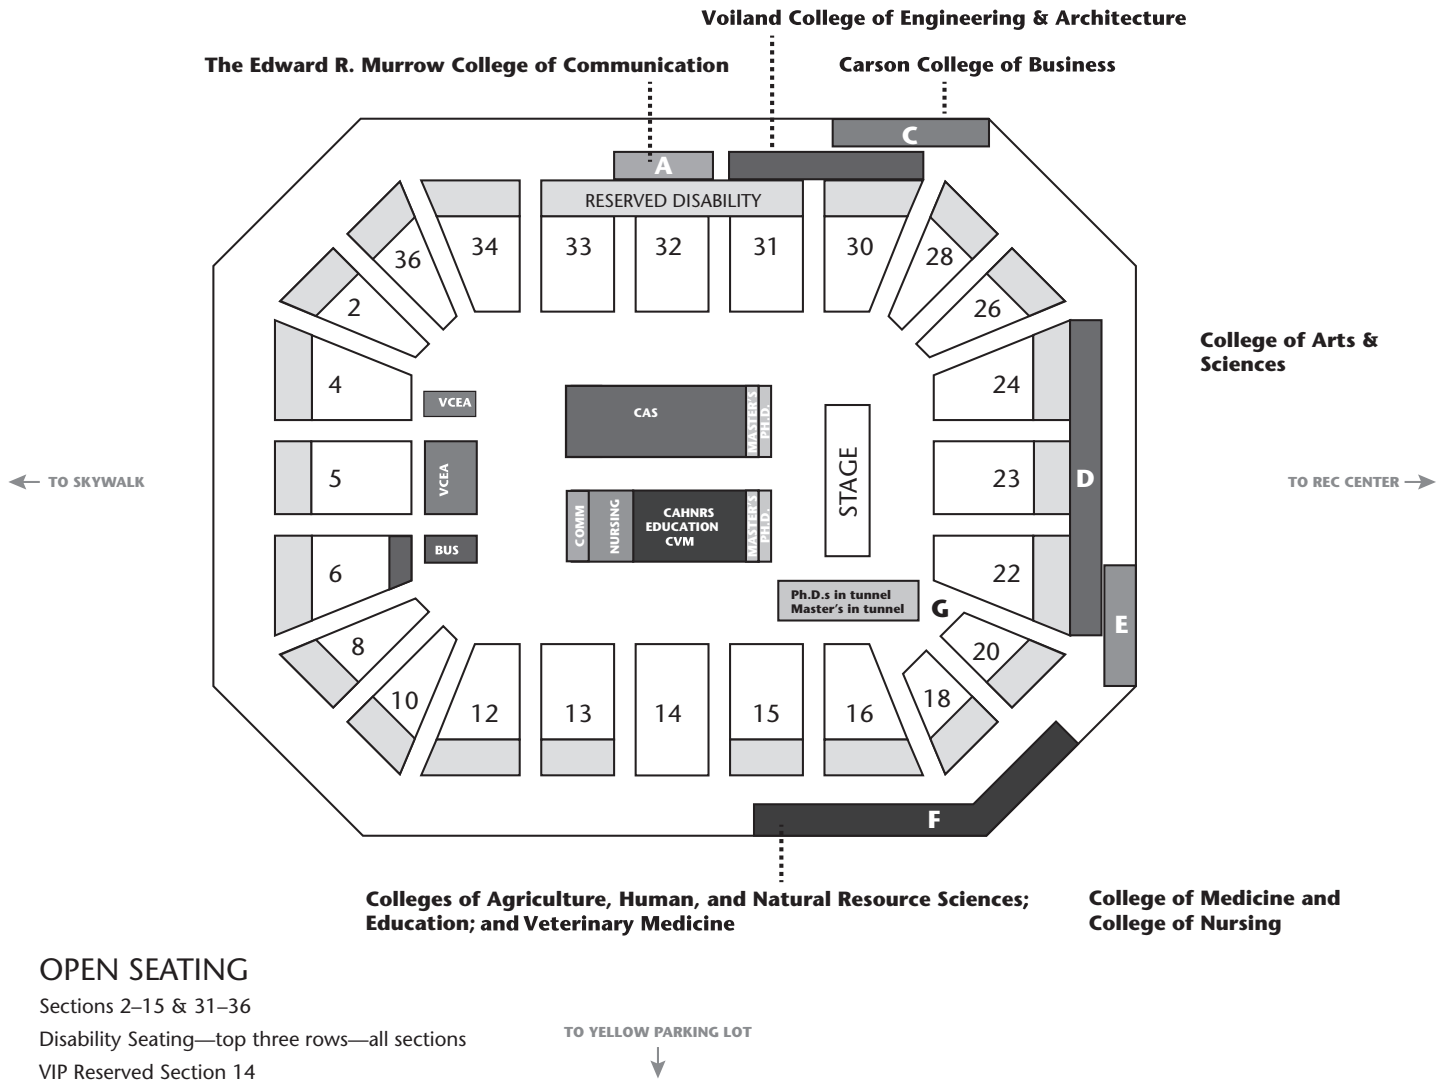 Voiland College of Engineering & Architecture
The Edward R. Murrow College of Communication
Carson College of Business
C
A
RESERVED DISABILITY
36
34
33
32
31
30
28
2
26
4
24
College of Arts &
Sciences
VCEA
CAS
MASTER'S
PH.D.
5
VCEA
STAGE
23
D
TO SKYWALK
TO REC CENTER
COMM
NURSING
CAHNRS
EDUCATION
CVM
MASTER'S
PH.D.
6
BUS
22
Ph.D.s in tunnel
Master's in tunnel
G
E
8
20
10
12
13
14
15
16
18
F
Colleges of Agriculture, Human, and Natural Resource Sciences;
Education; and Veterinary Medicine
College of Medicine and
College of Nursing
OPEN SEATING
Sections 2–15 & 31–36
Disability Seating—top three rows—all sections
VIP Reserved Section 14
TO YELLOW PARKING LOT